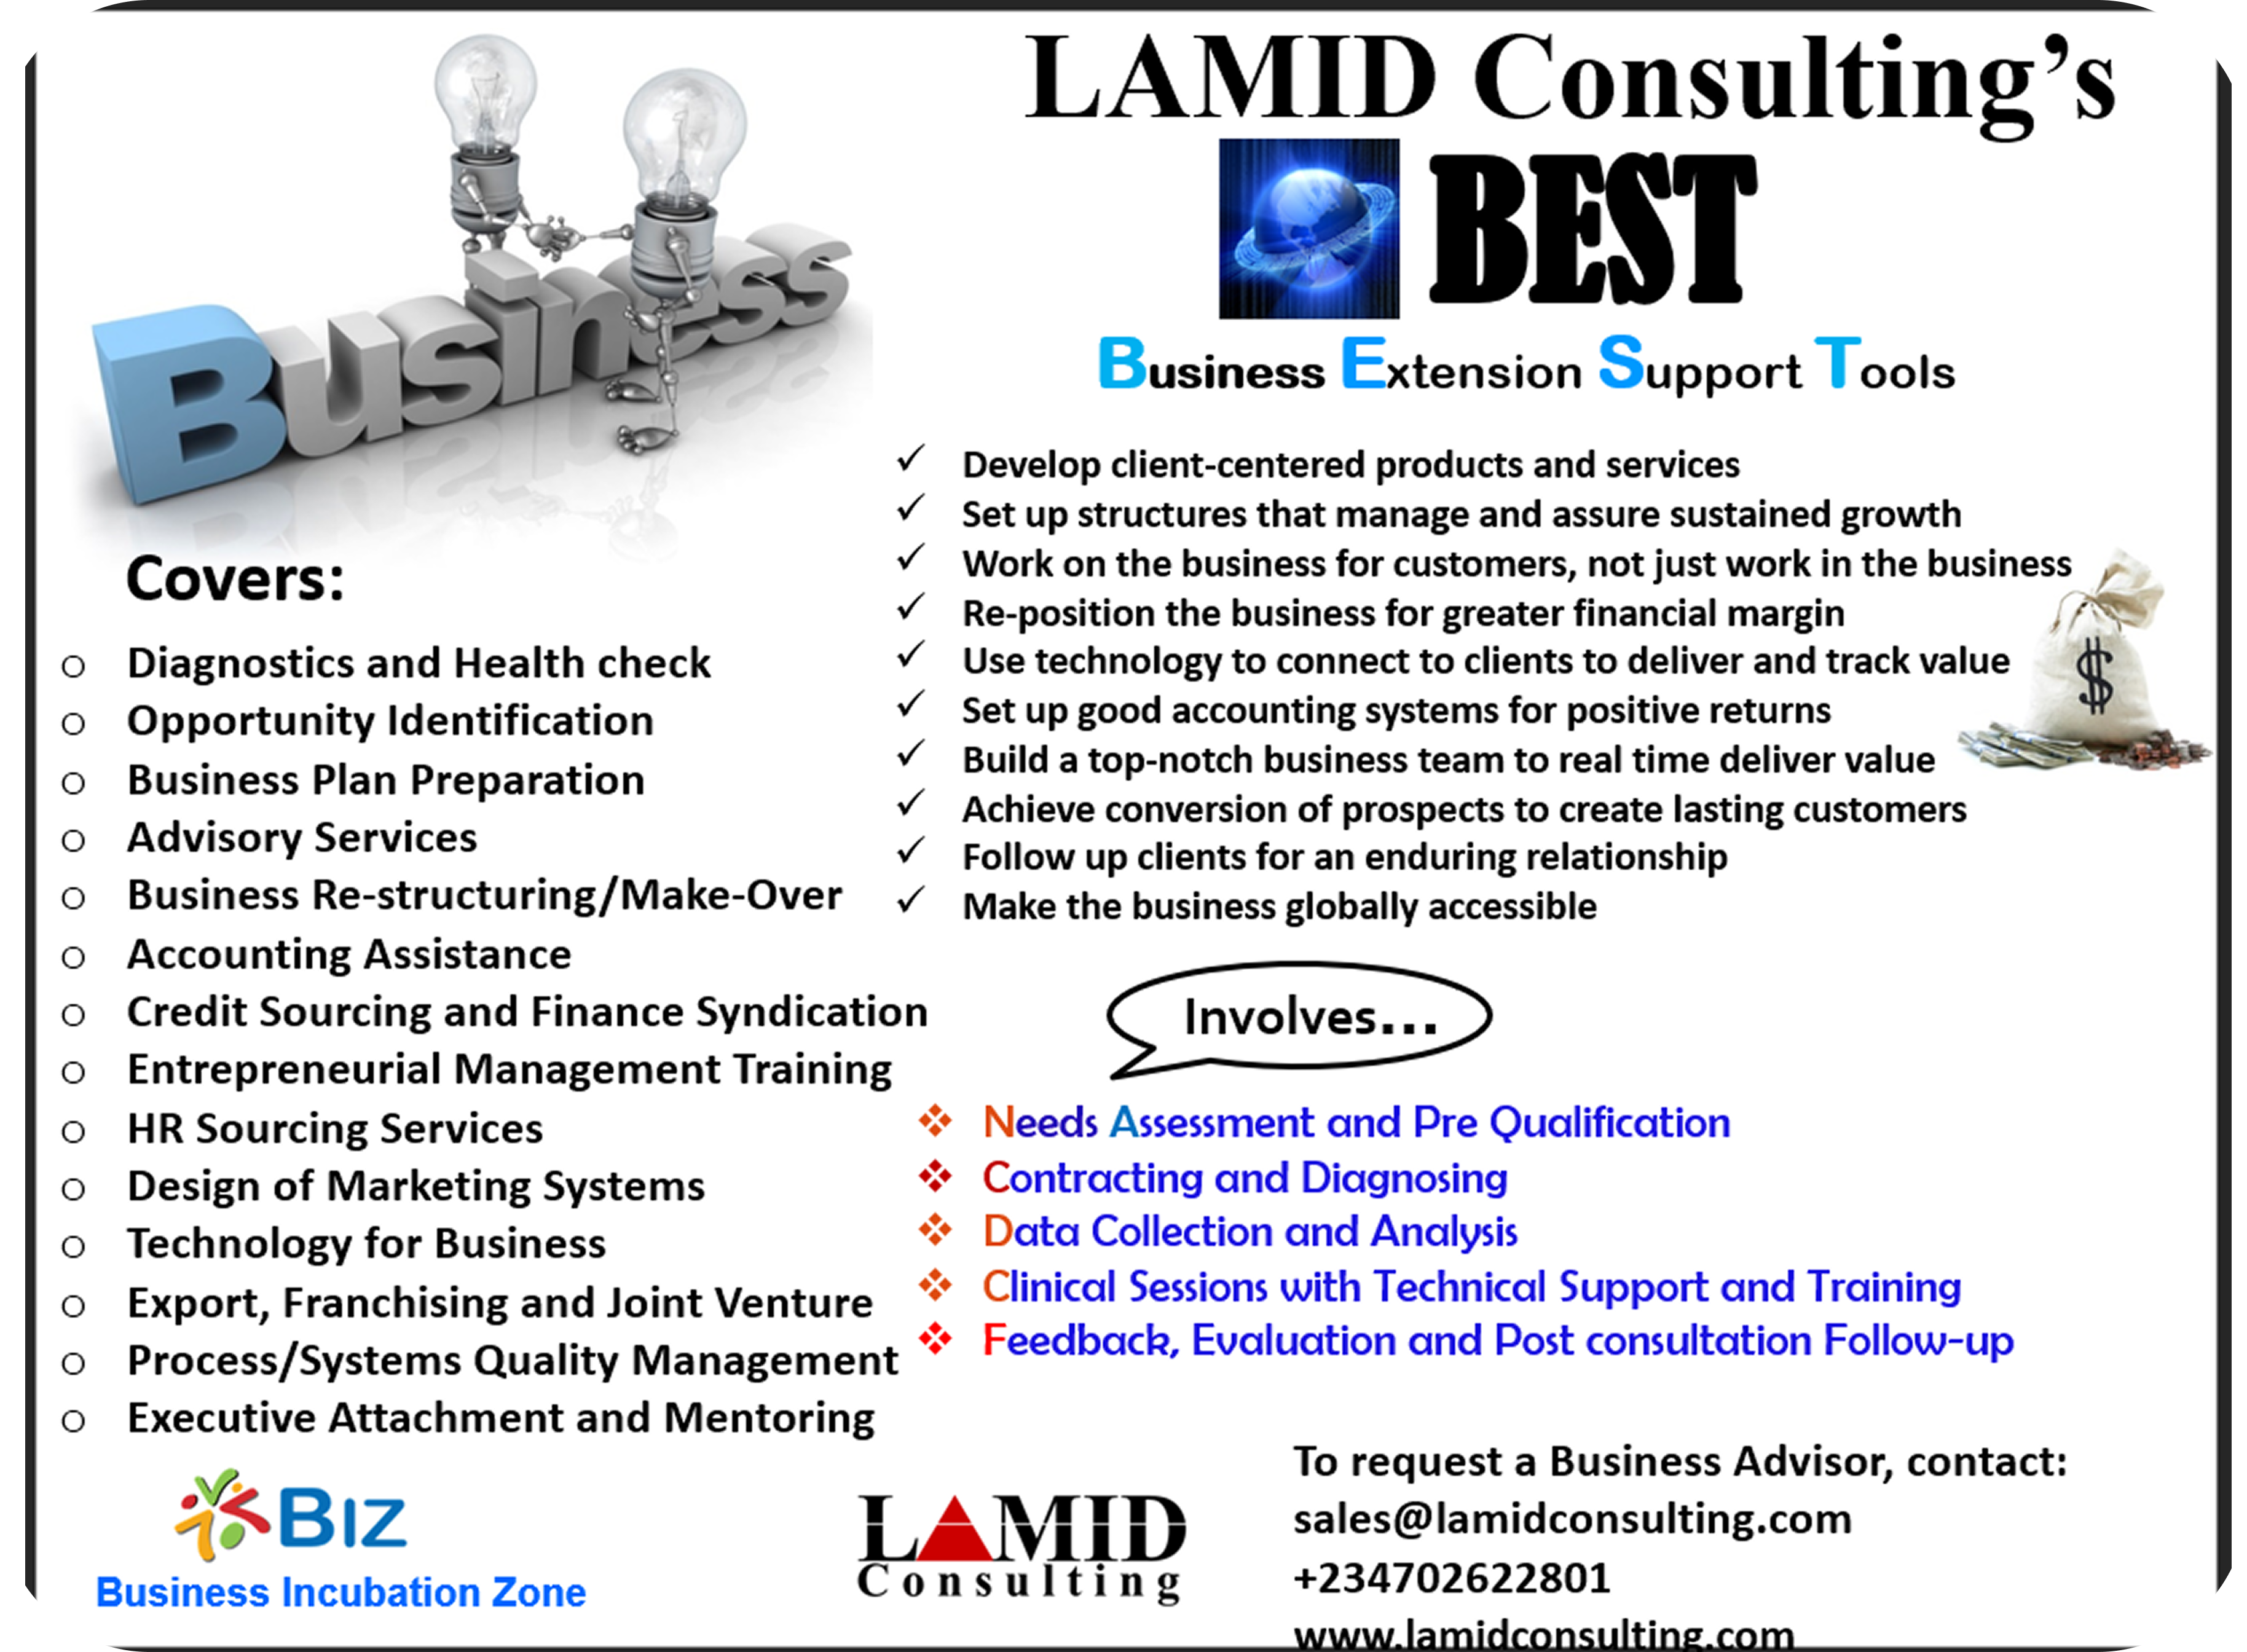 LAMID Consulting's
BEST
Business Extension Support Tools
Business
Develop client-centered products and services
Set up structures that manage and assure sustained growth
Work on the business for customers, not just work in the business
Re-position the business for greater financial margin
Use technology to connect to clients to deliver and track value
Set up good accounting systems for positive returns
Build a top-notch business team to real time deliver value
Achieve conversion of prospects to create lasting customers
Follow up clients for an enduring relationship
Make the business globally accessible
$
Covers:
Diagnostics and Health check
Opportunity Identification
Business Plan Preparation
Advisory Services
Business Re-structuring/Make-Over
Accounting Assistance
Credit Sourcing and Finance Syndication
Entrepreneurial Management Training
HR Sourcing Services
Design of Marketing Systems
Technology for Business
Export, Franchising and Joint Venture
Process/Systems Quality Management
Executive Attachment and Mentoring
Involves...
Needs Assessment and Pre Qualification
Contracting and Diagnosing
Data Collection and Analysis
Clinical Sessions with Technical Support and Training
Feedback, Evaluation and Post consultation Follow-up
BIZ
Business Incubation Zone
LAMID
Consulting
To request a Business Advisor, contact:
sales@lamidconsulting.com
+234702622801
www.lamidconsulting.com